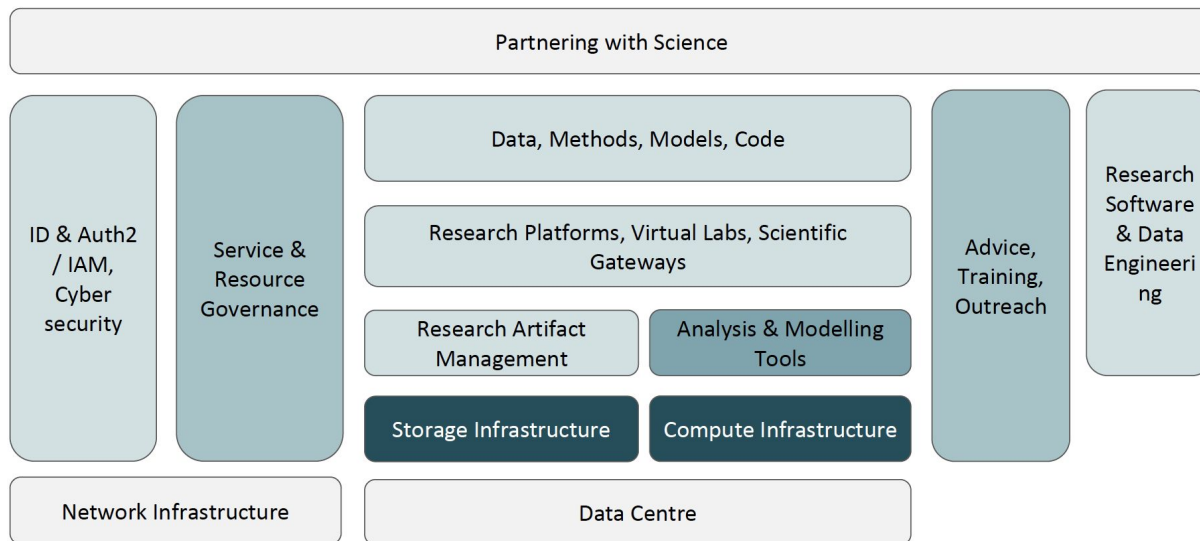 Partnering with Science
ID & Auth2
/ IAM,
Cyber
security
Service &
Resource
Governance
Data, Methods, Models, Code
Research Platforms, Virtual Labs, Scientific
Gateways
Research Artifact
Management
Analysis & Modelling
Tools
Storage Infrastructure
Compute Infrastructure
Advice,
Training,
Outreach
Research
Software
& Data
Engineeri
ng
Network Infrastructure
Data Centre